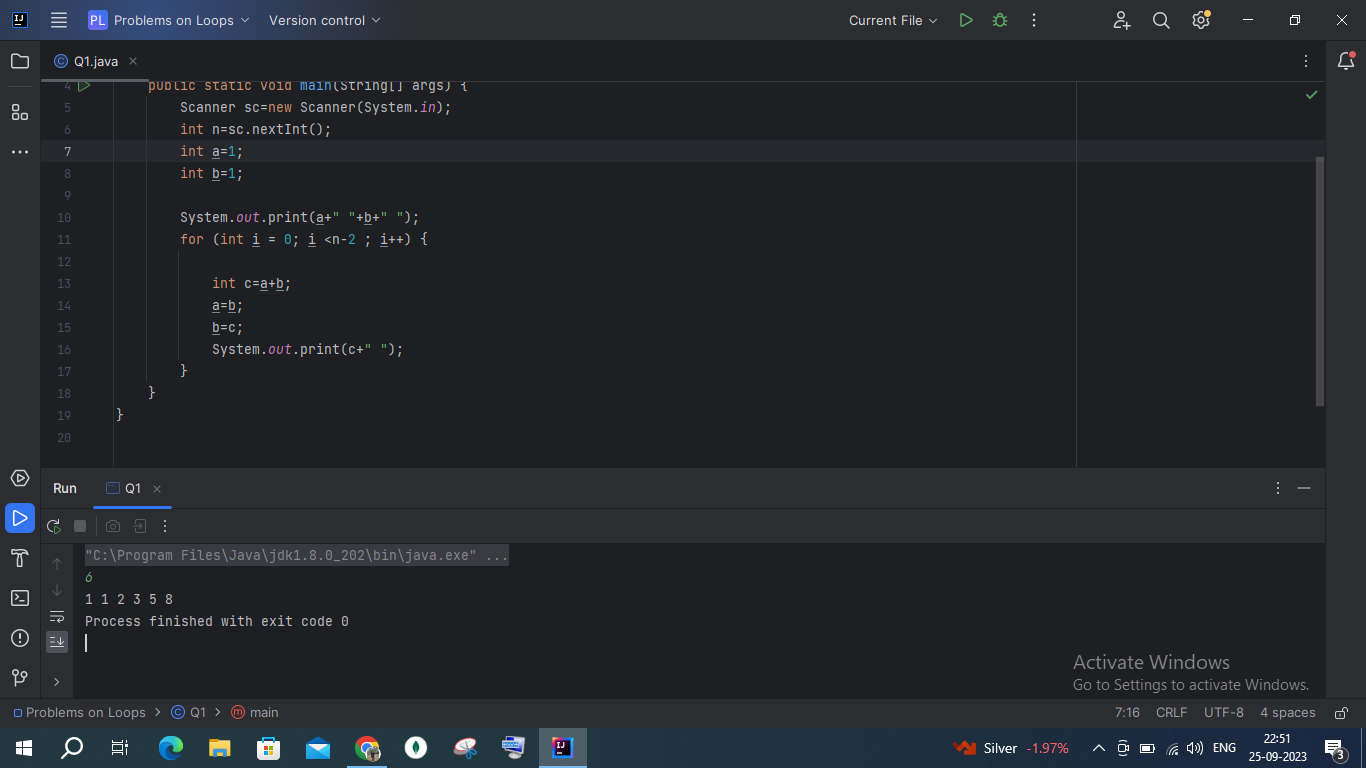 PL Problems on Loops Version control Current File
Q1.java
4 public static void main(String[] args) {
5 Scanner sc=new Scanner(System.in);
6 int n=sc.nextInt();
7 int a=1;
8 int b=1;
9
10 System.out.print(a+" "+b+" ");
11 for (int i = 0; i <n-2 ; i++) {
12
13 int c=a+b;
14 a=b;
15 b=c;
16 System.out.print(c+" ");
17 }
18 }
19 }
20
Run Q1
"C:\Program Files\Java\jdk1.8.0_202\bin\java.exe" ...
6
1 1 2 3 5 8
Process finished with exit code 0
Activate Windows
Go to Settings to activate Windows.
Problems on Loops > Q1 > main 7:16 CRLF UTF-8 4 spaces
Silver -1.97% ENG 22:51
25-09-2023 3